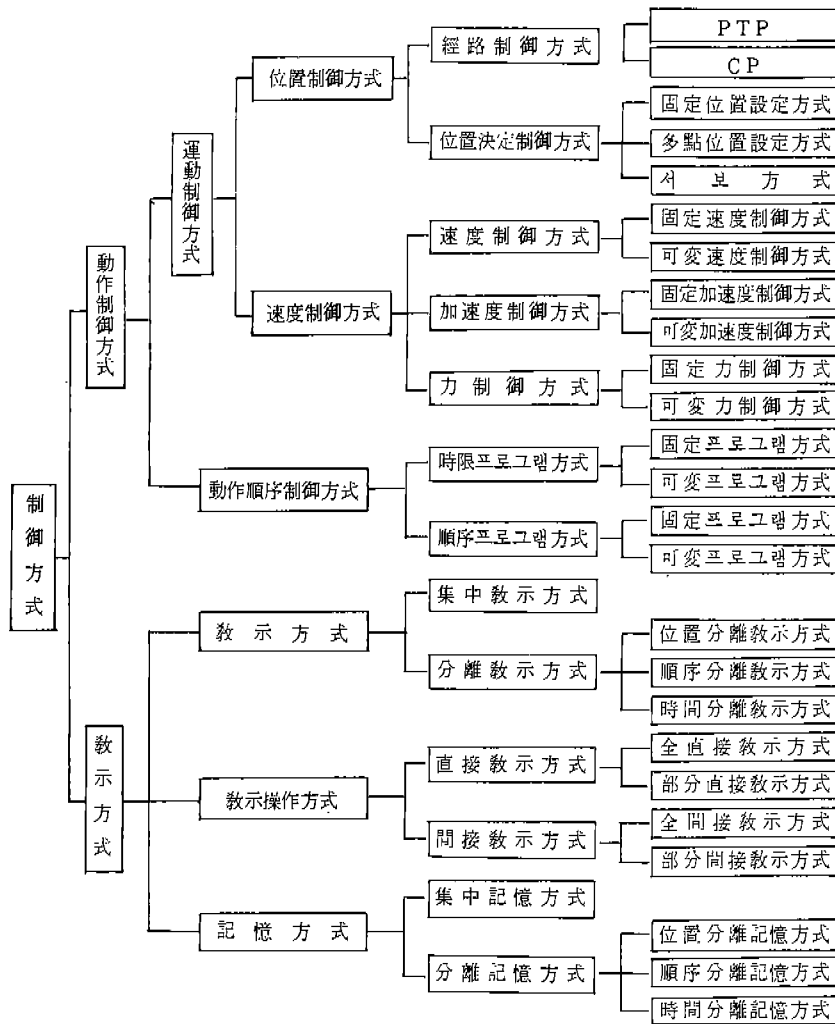 制御方式
動作制御方式
運動制御方式
位置制御方式
經路制御方式
PTP
CP
位置決定制御方式
固定位置設定方式
多點位置設定方式
서보方式
速度制御方式
速度制御方式
固定速度制御方式
可変速度制御方式
加速度制御方式
固定加速度制御方式
可変加速度制御方式
力制御方式
固定力制御方式
可変力制御方式
動作順序制御方式
時限프로그램方式
固定프로그램方式
可変프로그램方式
順序프로그램方式
固定프로그램方式
可変프로그램方式
敎示方式
敎示方式
集中敎示方式
分離敎示方式
位置分離敎示方式
順序分離敎示方式
時間分離敎示方式
敎示操作方式
直接敎示方式
全直接敎示方式
部分直接敎示方式
間接敎示方式
全間接敎示方式
部分間接敎示方式
記憶方式
集中記憶方式
分離記憶方式
位置分離記憶方式
順序分離記憶方式
時間分離記憶方式